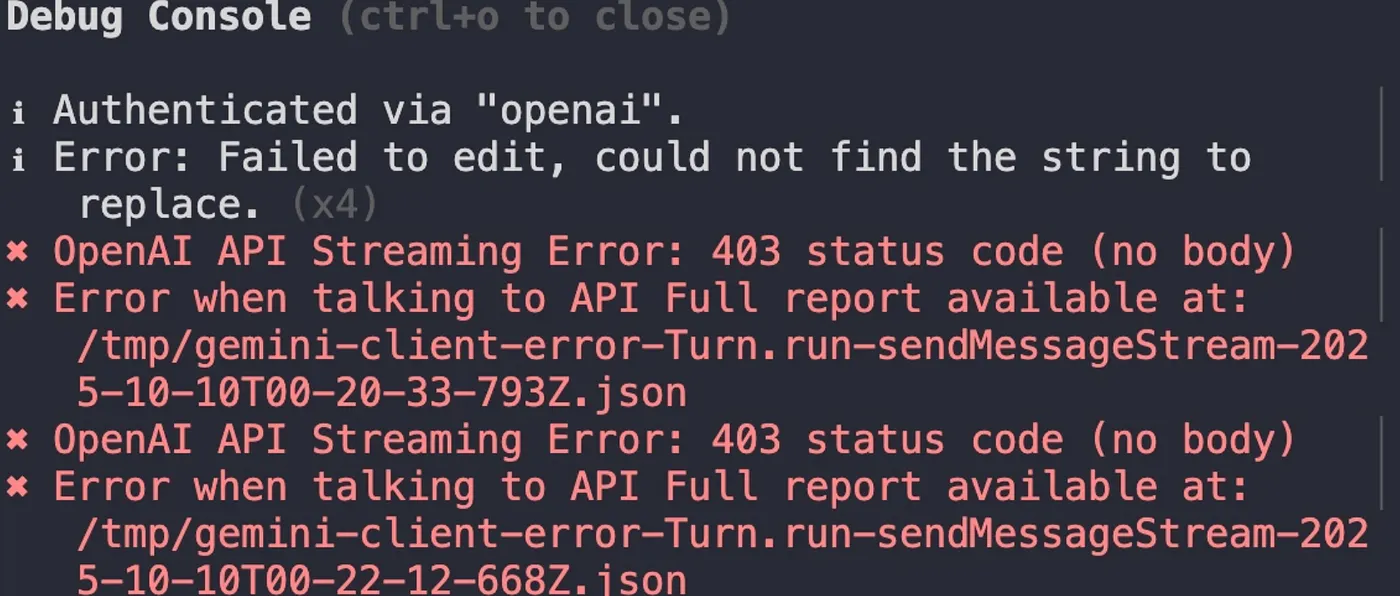 Debug Console (ctrl+o to close)
ℹ Authenticated via "openai".
ℹ Error: Failed to edit, could not find the string to
replace. (x4)
✖ OpenAI API Streaming Error: 403 status code (no body)
✖ Error when talking to API Full report available at:
/tmp/gemini-client-error-Turn.run-sendMessageStream-202
5-10-10T00-20-33-793Z.json
✖ OpenAI API Streaming Error: 403 status code (no body)
✖ Error when talking to API Full report available at:
/tmp/gemini-client-error-Turn.run-sendMessageStream-202
5-10-10T00-22-12-668Z.json